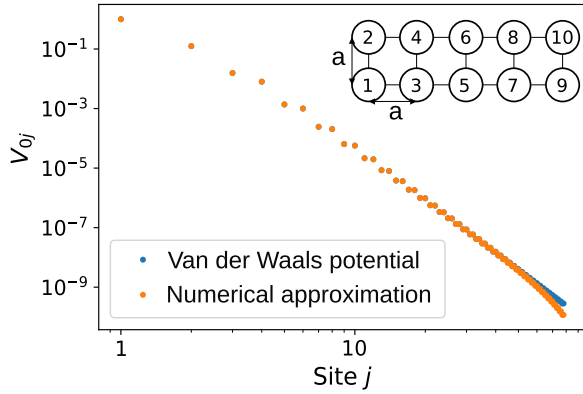 10⁻¹
10⁻³
10⁻⁵
10⁻⁷
10⁻⁹
V₀ⱼ
2 4 6 8 10
a
1 3 5 7 9
a
Van der Waals potential
Numerical approximation
1 10
Site j